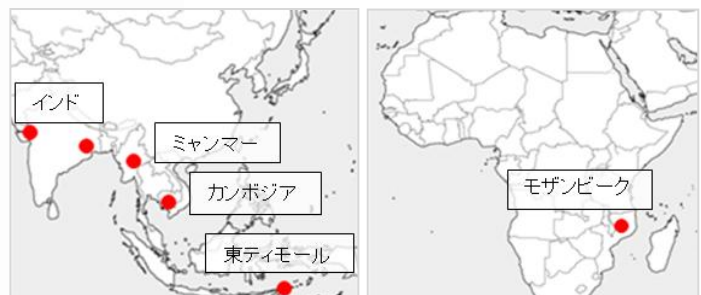 インド
ミャンマー
カンボジア
東ティモール
モザンビーク